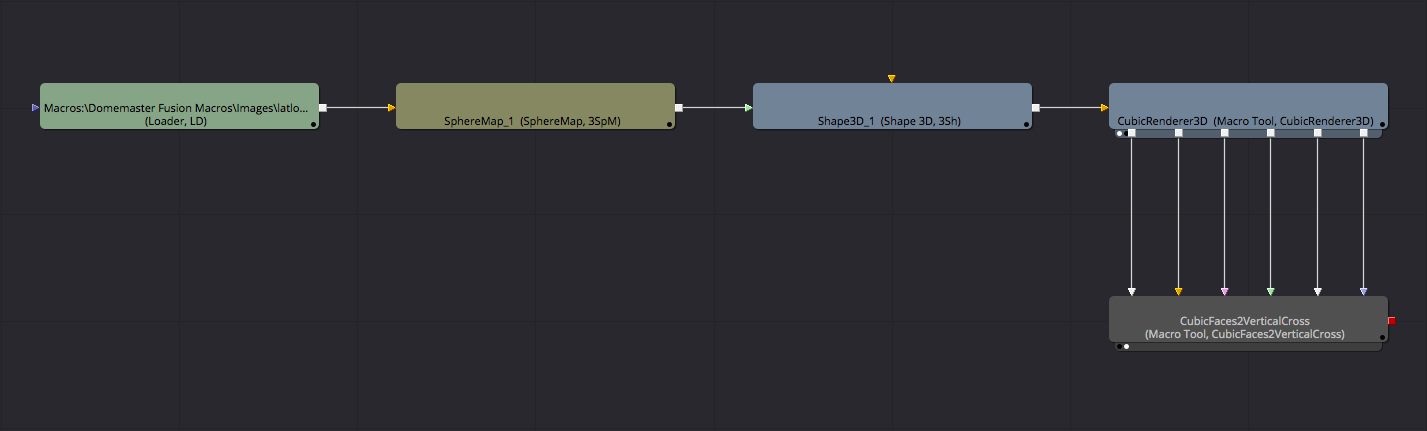 Macros:\Domemaster Fusion Macros\Images\latlo...
(Loader, LD)
SphereMap_1 (SphereMap, 3SpM)
Shape3D_1 (Shape 3D, 3Sh)
CubicRenderer3D (Macro Tool, CubicRenderer3D)
CubicFaces2VerticalCross
(Macro Tool, CubicFaces2VerticalCross)